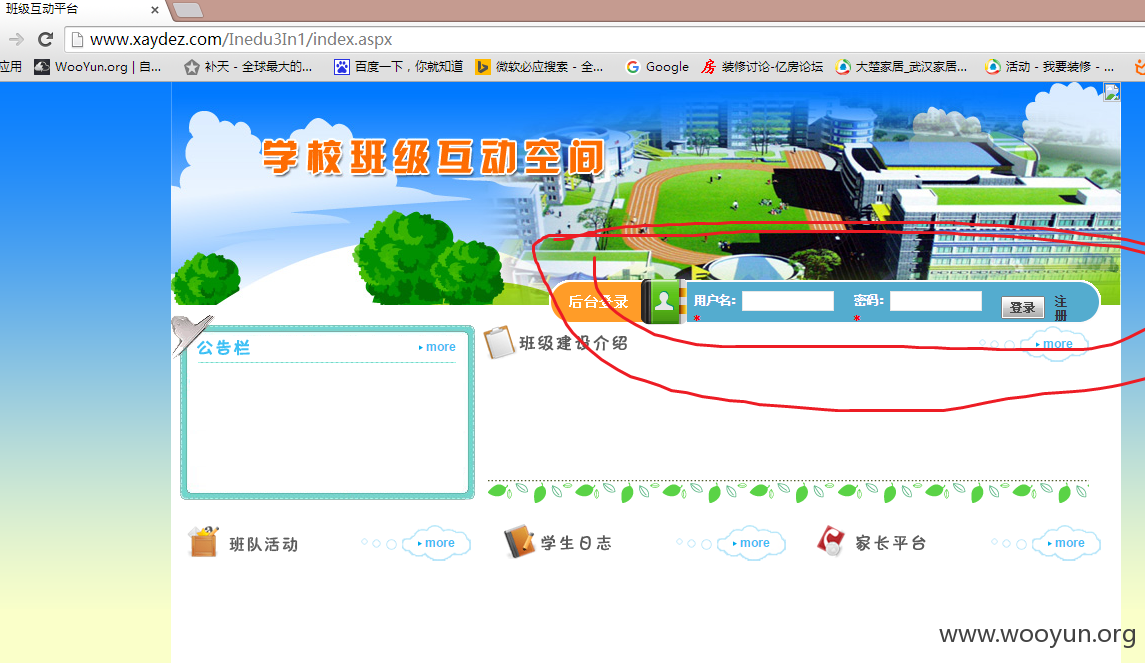 班级互动平台
www.xaydez.com/Inedu3In1/index.aspx
应用 WooYun.org | 自... 补天 - 全球最大的... 百度一下，你就知道 微软必应搜索 - 全... Google 装修讨论-亿房论坛 大楚家居_武汉家居... 活动 - 我要装修 - ...
学校班级互动空间
后台登录 用户名: * 密码: * 登录 注册
公告栏 more
班级建设介绍 more
班队活动 more 学生日志 more 家长平台 more
www.wooyun.org